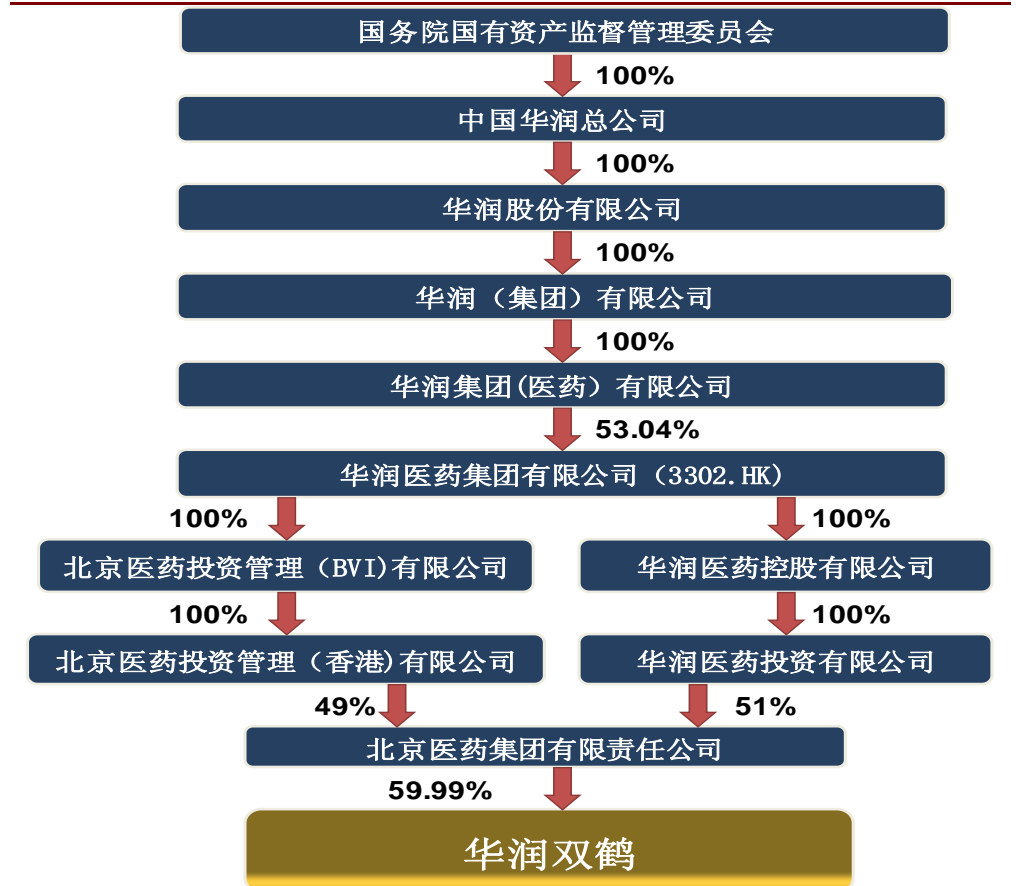 国务院国有资产监督管理委员会
100%
中国华润总公司
100%
华润股份有限公司
100%
华润（集团）有限公司
100%
华润集团(医药）有限公司
53.04%
华润医药集团有限公司（3302.HK)
100% 100%
北京医药投资管理（BVI)有限公司 华润医药控股有限公司
100% 100%
北京医药投资管理（香港)有限公司 华润医药投资有限公司
49% 51%
北京医药集团有限责任公司
59.99%
华润双鹤